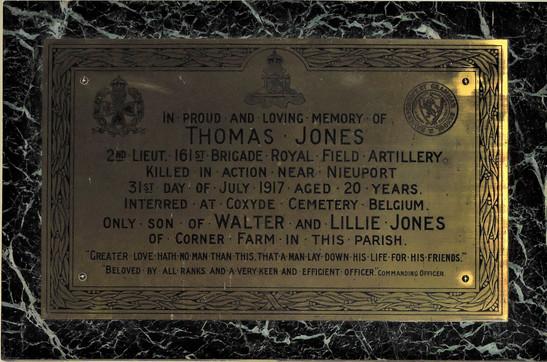 IN · PROUD · AND · LOVING · MEMORY · OF
THOMAS · JONES
2ND LIEUT. 161ST BRIGADE · ROYAL · FIELD · ARTILLERY.
KILLED · IN · ACTION · NEAR · NIEUPORT
31ST DAY · OF · JULY · 1917 · AGED · 20 · YEARS.
INTERRED · AT · COXYDE · CEMETERY · BELGIUM.
ONLY · SON · OF · WALTER · AND · LILLIE · JONES
OF · CORNER · FARM · IN · THIS · PARISH.
"GREATER · LOVE · HATH · NO · MAN · THAN · THIS, THAT · A · MAN · LAY · DOWN · HIS · LIFE · FOR · HIS · FRIENDS."
"BELOVED · BY · ALL · RANKS · AND · A · VERY · KEEN · AND · EFFICIENT · OFFICER" COMMANDING OFFICER.